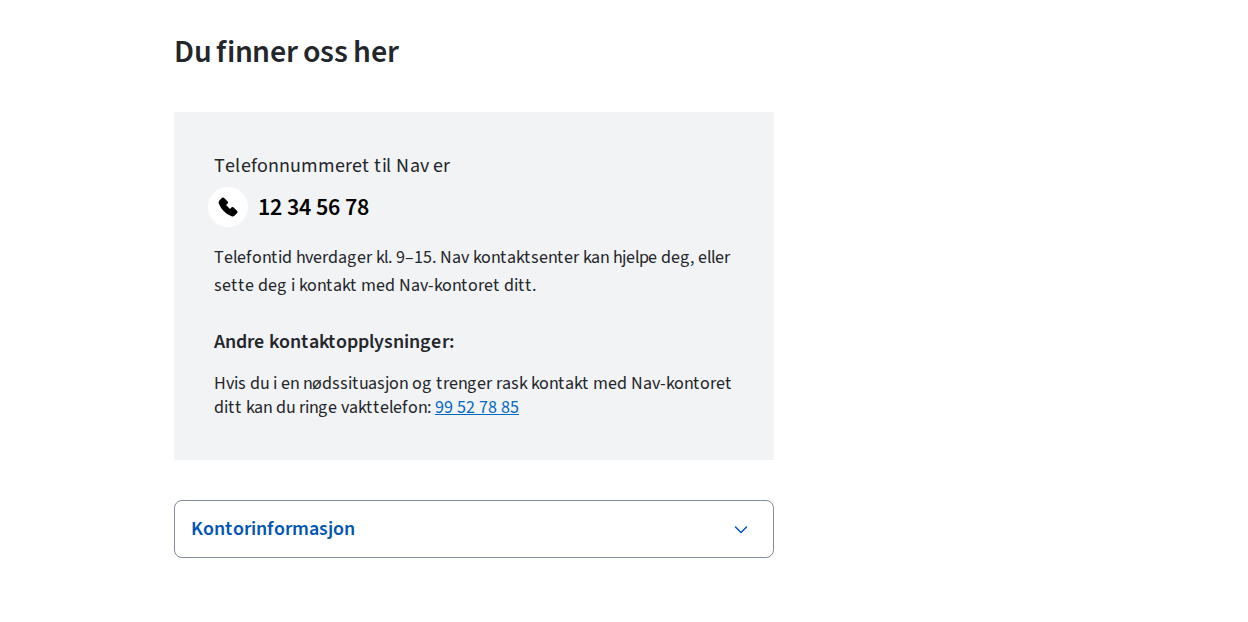 Du finner oss her
Telefonnummeret til Nav er
12 34 56 78
Telefontid hverdager kl. 9–15. Nav kontaktsenter kan hjelpe deg, eller
sette deg i kontakt med Nav-kontoret ditt.
Andre kontaktopplysninger:
Hvis du i en nødssituasjon og trenger rask kontakt med Nav-kontoret
ditt kan du ringe vakttelefon: 99 52 78 85
Kontorinformasjon